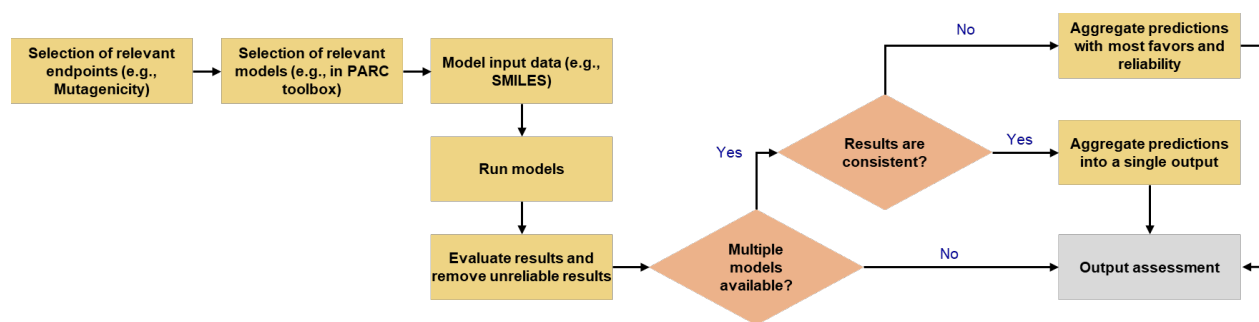 Selection of relevant
endpoints (e.g.,
Mutagenicity)
Selection of relevant
models (e.g., in PARC
toolbox)
Model input data (e.g.,
SMILES)
Run models
Evaluate results and
remove unreliable results
Multiple
models
available?
Yes
No
Results are
consistent?
No
Yes
Aggregate predictions
with most favors and
reliability
Aggregate predictions
into a single output
Output assessment